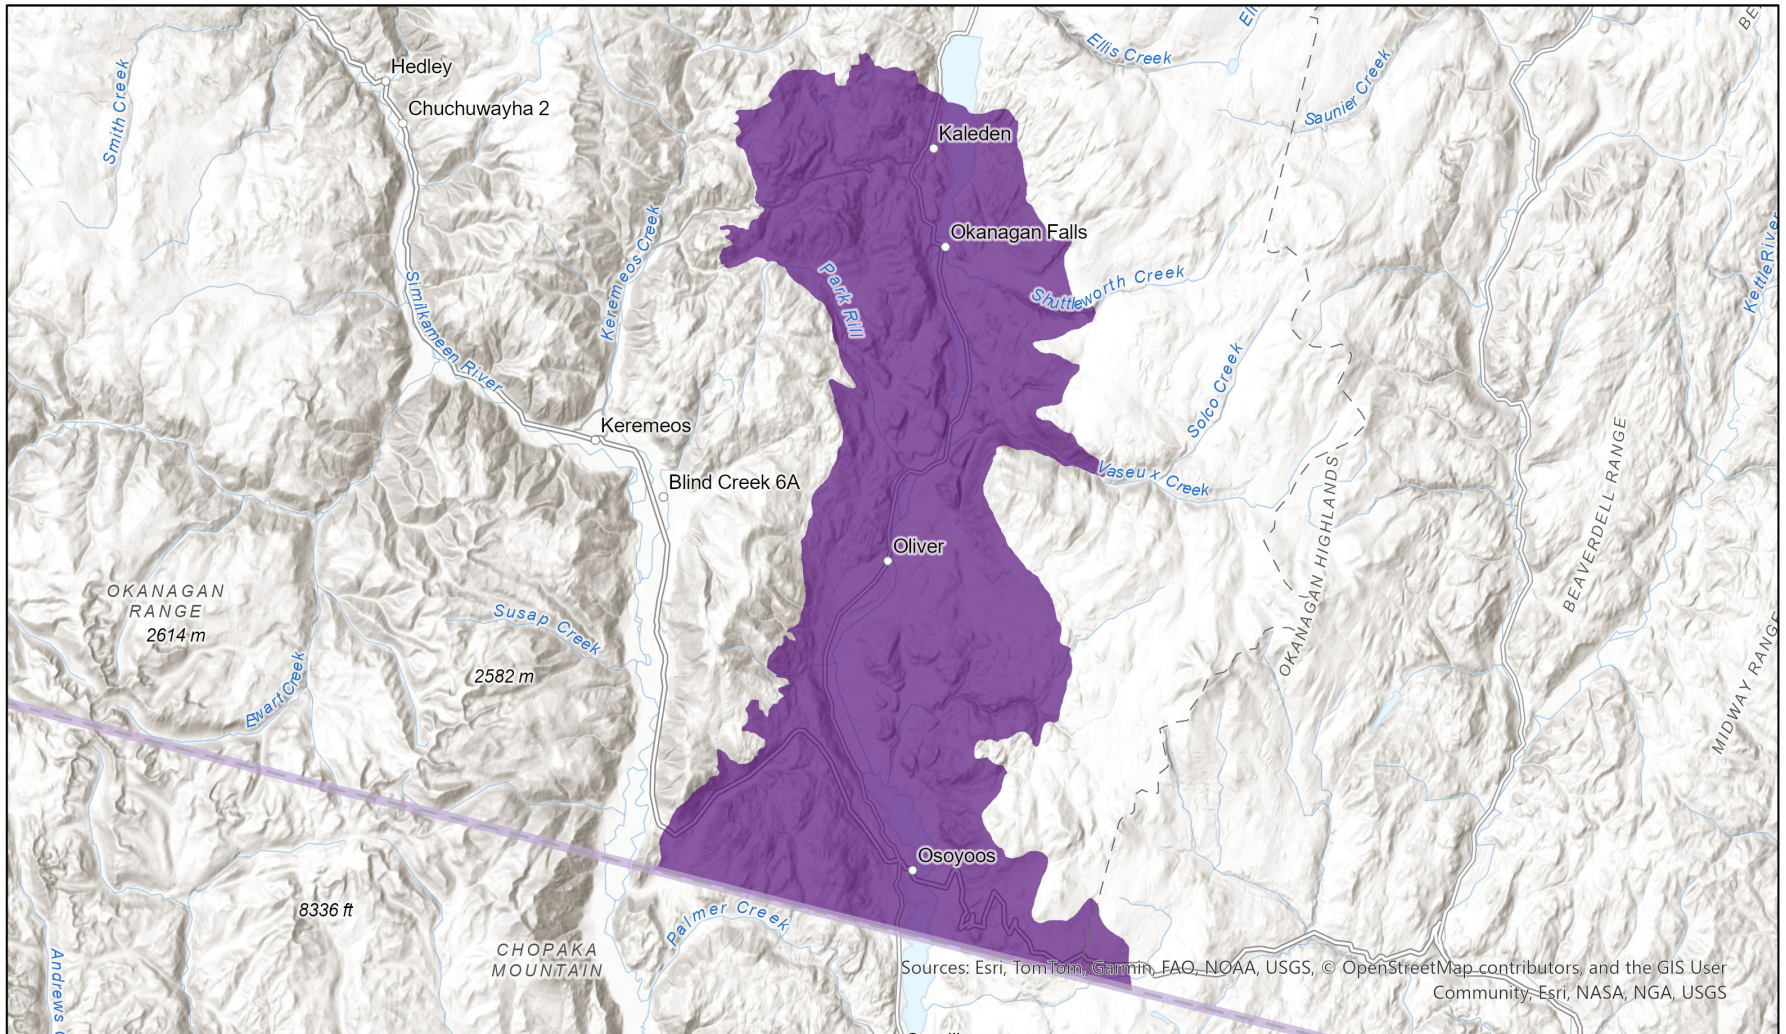 Hedley
Chuchuwayha 2
Smith Creek
Ellis Creek
Saunier Creek
Kaleden
Okanagan Falls
Keremeos Creek
Similkameen River
Park Rill
Shuttleworth Creek
Kettle River
Solco Creek
Keremeos
Blind Creek 6A
Vaseux Creek
Oliver
OKANAGAN HIGHLANDS
BEAVERDELL RANGE
MIDWAY RANGE
OKANAGAN
RANGE
2614 m
Susap Creek
2582 m
Ewart Creek
Osoyoos
8336 ft
Palmer Creek
CHOPAKA
MOUNTAIN
Andrews
Sources: Esri, TomTom, Garmin, FAO, NOAA, USGS, © OpenStreetMap contributors, and the GIS User
Community, Esri, NASA, NGA, USGS